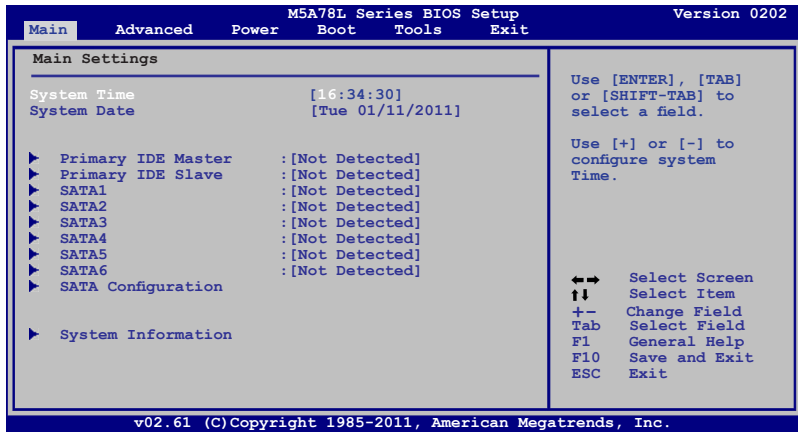 M5A78L Series BIOS Setup Version 0202
Main Advanced Power Boot Tools Exit
Main Settings
System Time [16:34:30]
System Date [Tue 01/11/2011]
Primary IDE Master :[Not Detected]
Primary IDE Slave :[Not Detected]
SATA1 :[Not Detected]
SATA2 :[Not Detected]
SATA3 :[Not Detected]
SATA4 :[Not Detected]
SATA5 :[Not Detected]
SATA6 :[Not Detected]
SATA Configuration
System Information
Use [ENTER], [TAB]
or [SHIFT-TAB] to
select a field.
Use [+] or [-] to
configure system
Time.
←→ Select Screen
↑↓ Select Item
+- Change Field
Tab Select Field
F1 General Help
F10 Save and Exit
ESC Exit
v02.61 (C)Copyright 1985-2011, American Megatrends, Inc.